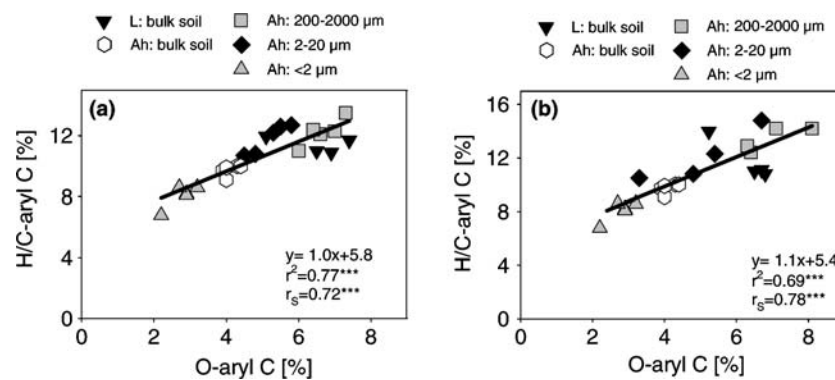 L: bulk soil
Ah: 200-2000 µm
Ah: bulk soil
Ah: 2-20 µm
Ah: <2 µm
(a)
H/C-aryl C [%]
12
8
4
0
y= 1.0x+5.8
r²=0.77***
rS=0.72***
0 2 4 6 8
O-aryl C [%]
L: bulk soil
Ah: 200-2000 µm
Ah: bulk soil
Ah: 2-20 µm
Ah: <2 µm
(b)
H/C-aryl C [%]
16
12
8
4
0
y= 1.1x+5.4
r²=0.69***
rS=0.78***
0 2 4 6 8
O-aryl C [%]